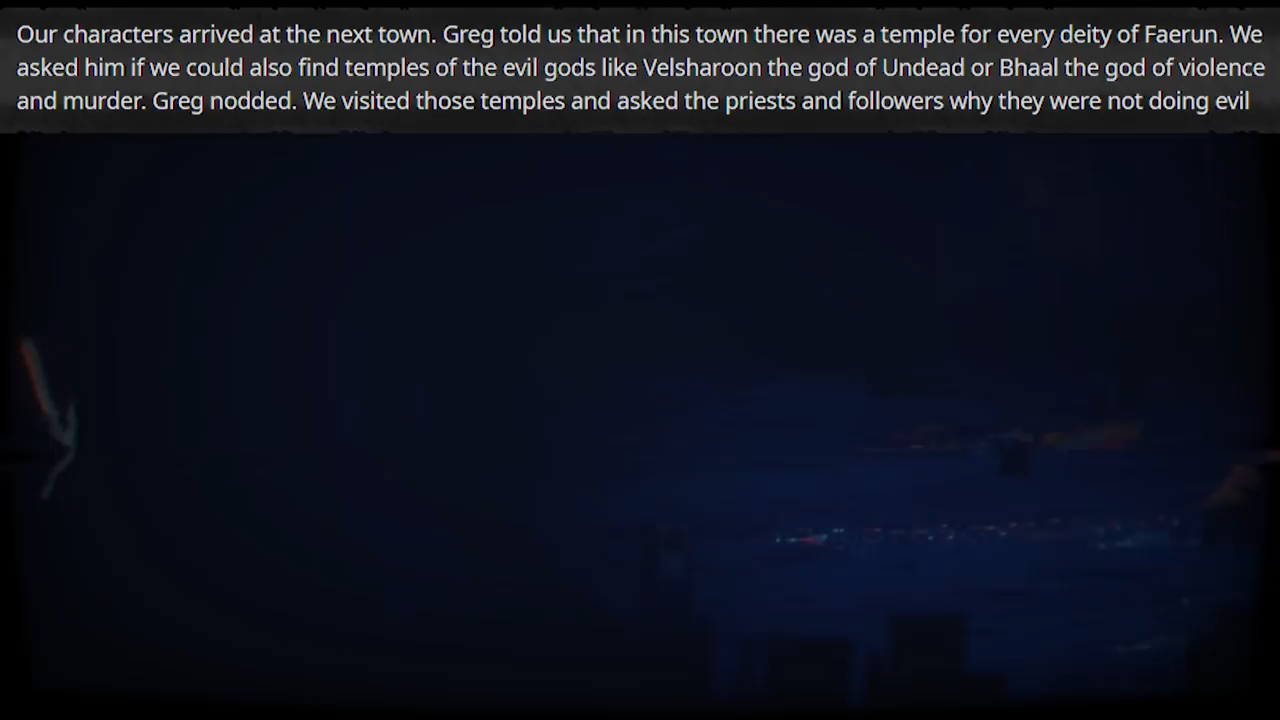 Our characters arrived at the next town. Greg told us that in this town there was a temple for every deity of Faerun. We
asked him if we could also find temples of the evil gods like Velsharoon the god of Undead or Bhaal the god of violence
and murder. Greg nodded. We visited those temples and asked the priests and followers why they were not doing evil